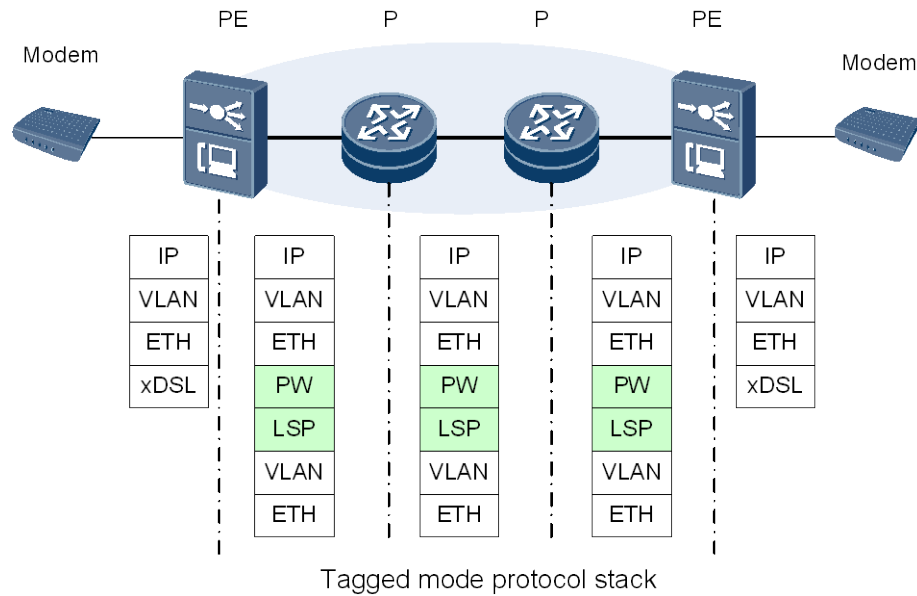 PE P P PE
Modem Modem
IP IP IP IP IP
VLAN VLAN VLAN VLAN VLAN
ETH ETH ETH ETH ETH
xDSL PW PW PW xDSL
LSP LSP LSP
VLAN VLAN VLAN
ETH ETH ETH
Tagged mode protocol stack